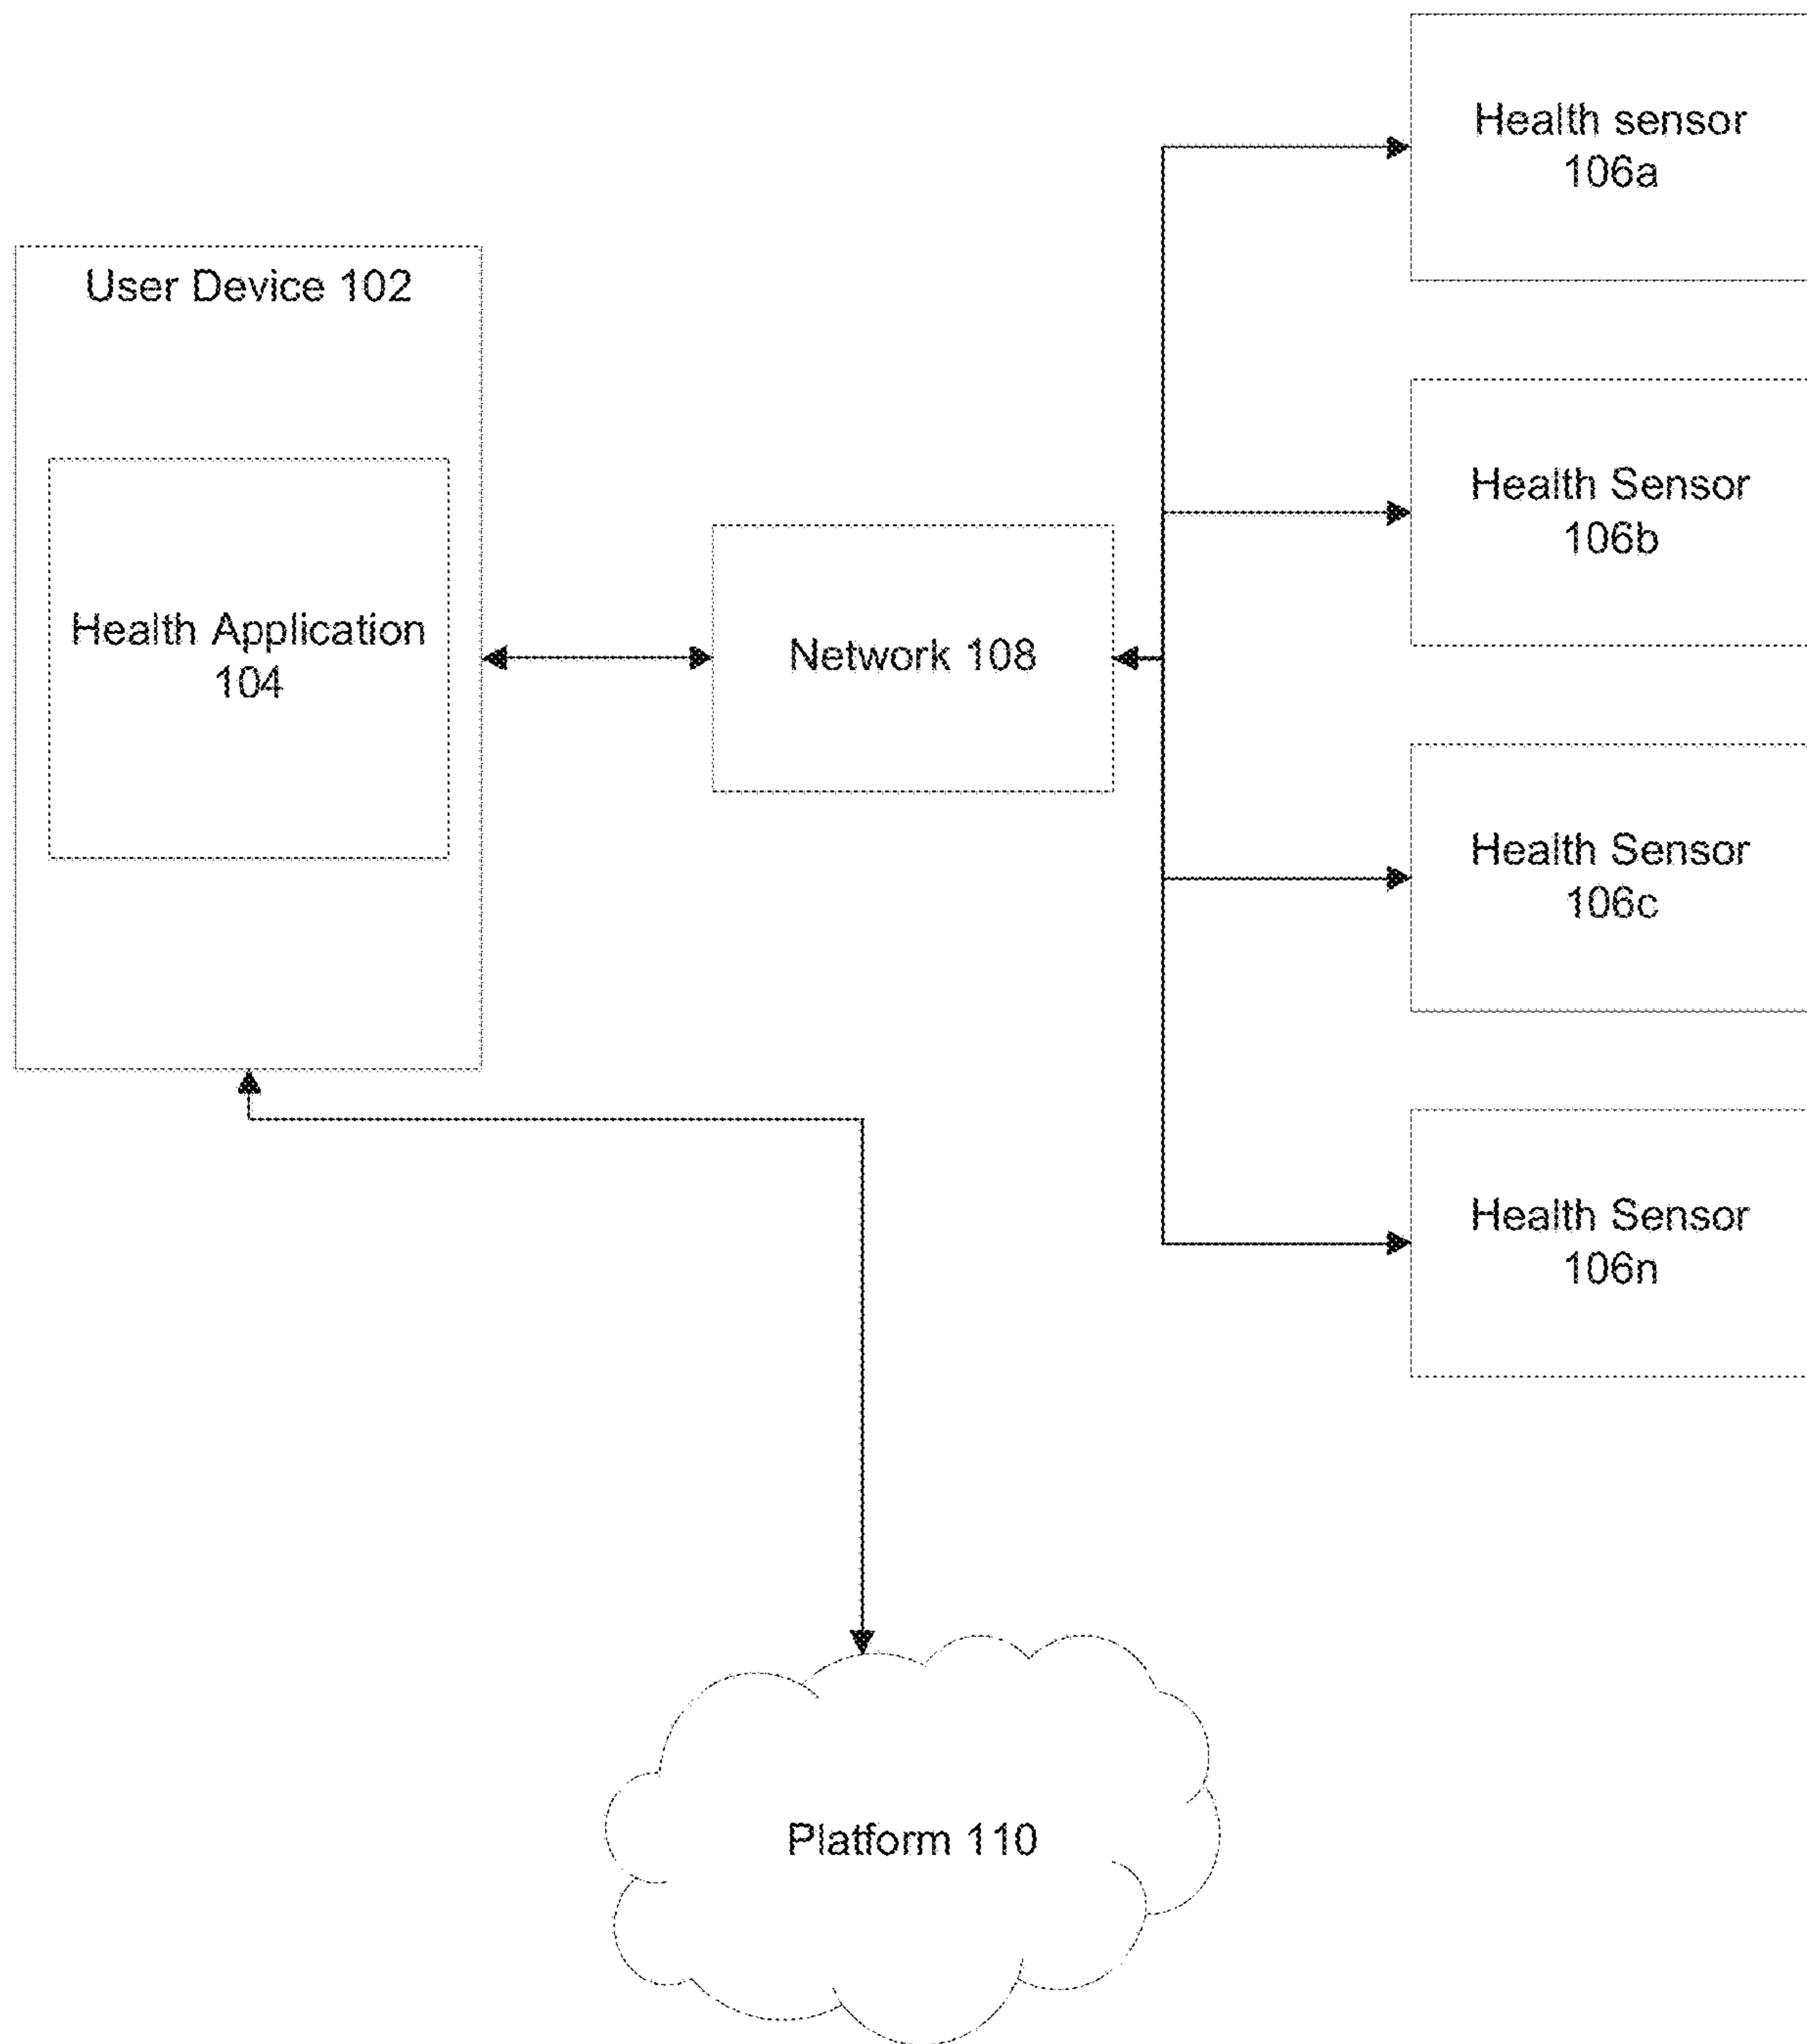 Health sensor
106a
User Device 102
Health Sensor
106b
Health Application
104
Network 108
Health Sensor
106c
Health Sensor
106n
Platform 110